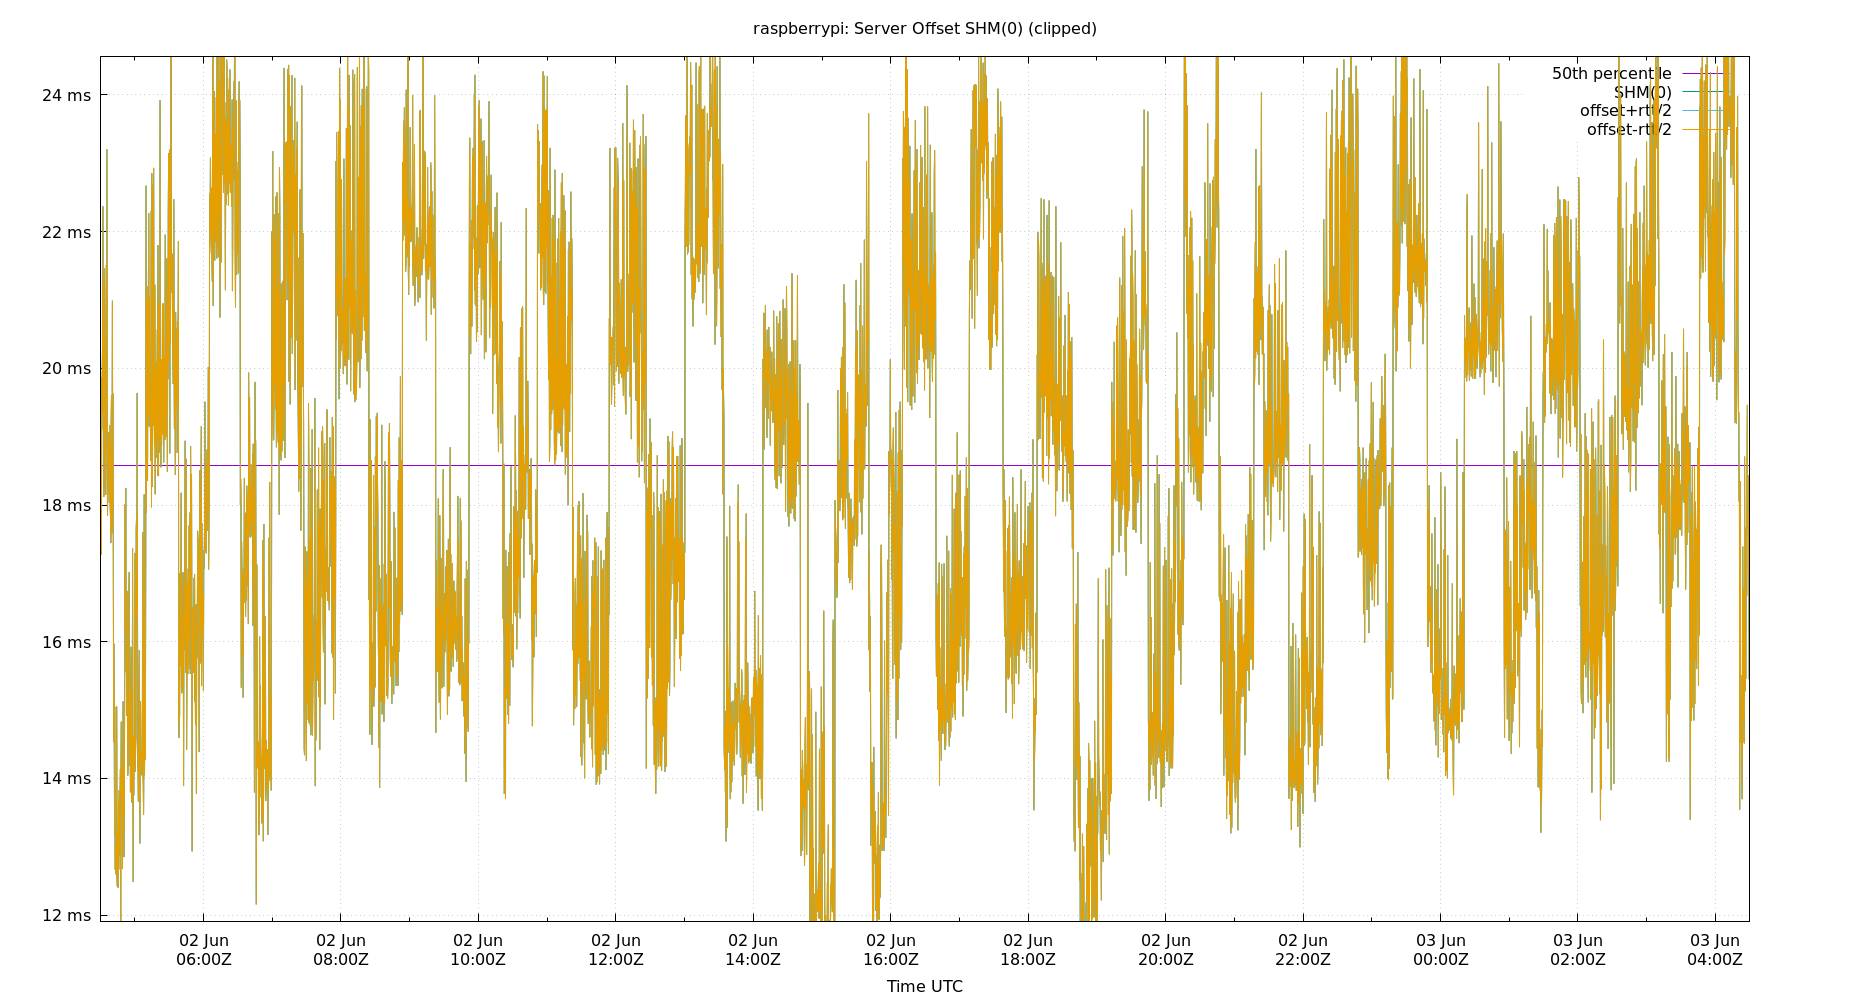 raspberrypi: Server Offset SHM(0) (clipped)
50th percentile
SHM(0)
offset+rtt/2
offset-rtt/2
24 ms
22 ms
20 ms
18 ms
16 ms
14 ms
12 ms
02 Jun 02 Jun 02 Jun 02 Jun 02 Jun 02 Jun 02 Jun 02 Jun 02 Jun 03 Jun 03 Jun 03 Jun
06:00Z 08:00Z 10:00Z 12:00Z 14:00Z 16:00Z 18:00Z 20:00Z 22:00Z 00:00Z 02:00Z 04:00Z
Time UTC